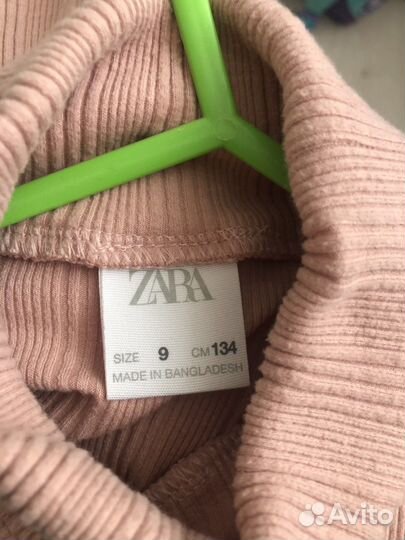 ZARA
SIZE 9 CM 134
MADE IN BANGLADESH
Avito